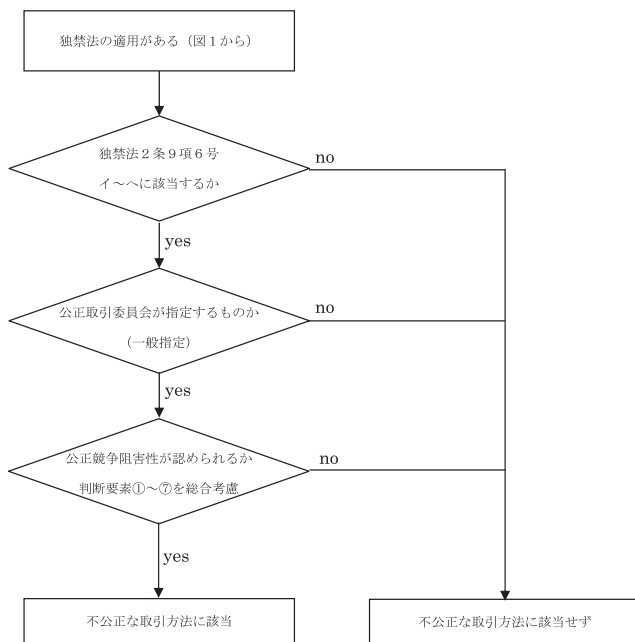 独禁法の適用がある（図１から）
独禁法２条９項６号
イ～ヘに該当するか
no
yes
公正取引委員会が指定するものか
（一般指定）
no
yes
公正競争阻害性が認められるか
判断要素①～⑦を総合考慮
no
yes
不公正な取引方法に該当
不公正な取引方法に該当せず